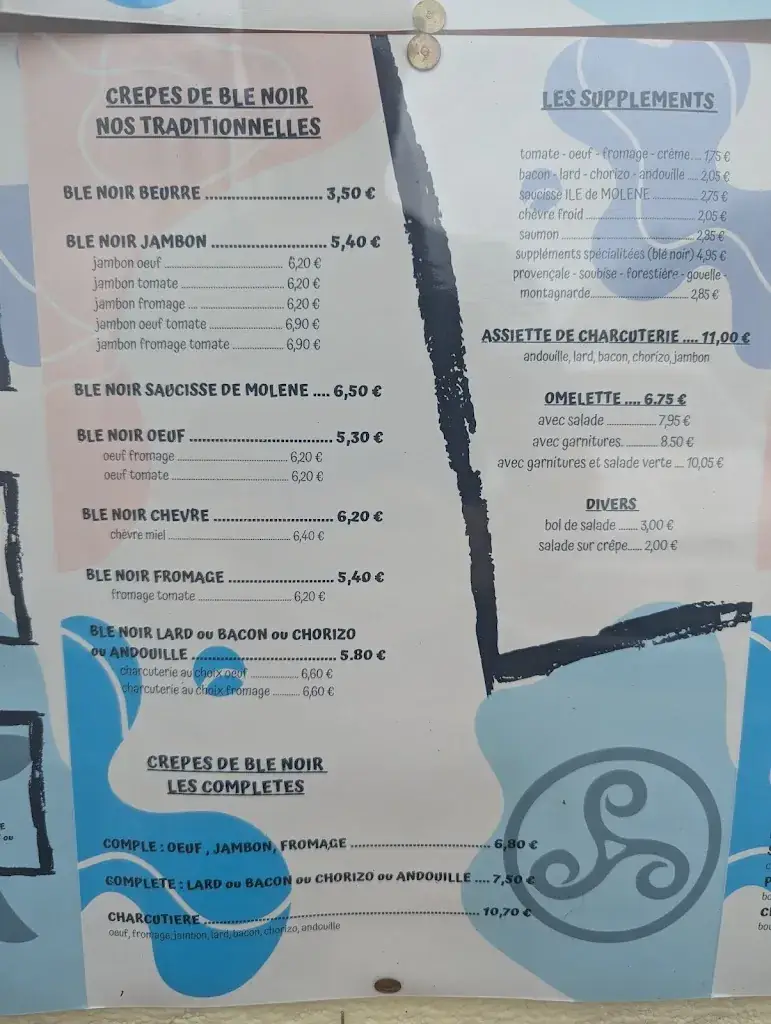 CREPES DE BLE NOIR
NOS TRADITIONNELLES
BLE NOIR BEURRE ............................ 3,50 €
BLE NOIR JAMBON ............................ 5,40 €
jambon oeuf ............................ 6,20 €
jambon tomate ............................ 6,20 €
jambon fromage ............................ 6,20 €
jambon oeuf tomate ............................ 6,90 €
jambon fromage tomate ................ 6,90 €
BLE NOIR SAUCISSE DE MOLENE .... 6,50 €
BLE NOIR OEUF ................................ 5,30 €
oeuf fromage ............................ 6,20 €
oeuf tomate ............................ 6,20 €
BLE NOIR CHEVRE ............................ 6,20 €
chèvre miel ............................ 6,40 €
BLE NOIR FROMAGE ........................ 5,40 €
fromage tomate ........................ 6,20 €
BLE NOIR LARD ou BACON ou CHORIZO
ou ANDOUILLE ................................ 5.80 €
charcuterie au choix oeuf ............ 6,60 €
charcuterie au choix fromage ......... 6,60 €
CREPES DE BLE NOIR
LES COMPLETES
COMPLE : OEUF , JAMBON, FROMAGE ................................ 6,80 €
COMPLETE : LARD ou BACON ou CHORIZO ou ANDOUILLE .... 7,50 €
CHARCUTIERE ............................................................ 10,70 €
oeuf, fromage,jambon, lard, bacon, chorizo, andouille
LES SUPPLEMENTS
tomate - oeuf - fromage - crème.... 1,75 €
bacon - lard - chorizo - andouille .... 2,05 €
saucisse ILE de MOLENE ............ 2,75 €
chèvre froid ............................ 2,05 €
saumon ................................ 2,85 €
suppléments spécialitées (blé noir) 4,95 €
provençale - soubise - forestière - gouelle -
montagnarde........................ 2,85 €
ASSIETTE DE CHARCUTERIE .... 11,00 €
andouille, lard, bacon, chorizo, jambon
OMELETTE .... 6.75 €
avec salade ................ 7,95 €
avec garnitures. .......... 8.50 €
avec garnitures et salade verte .... 10,05 €
DIVERS
bol de salade ....... 3,00 €
salade sur crêpe..... 2,00 €